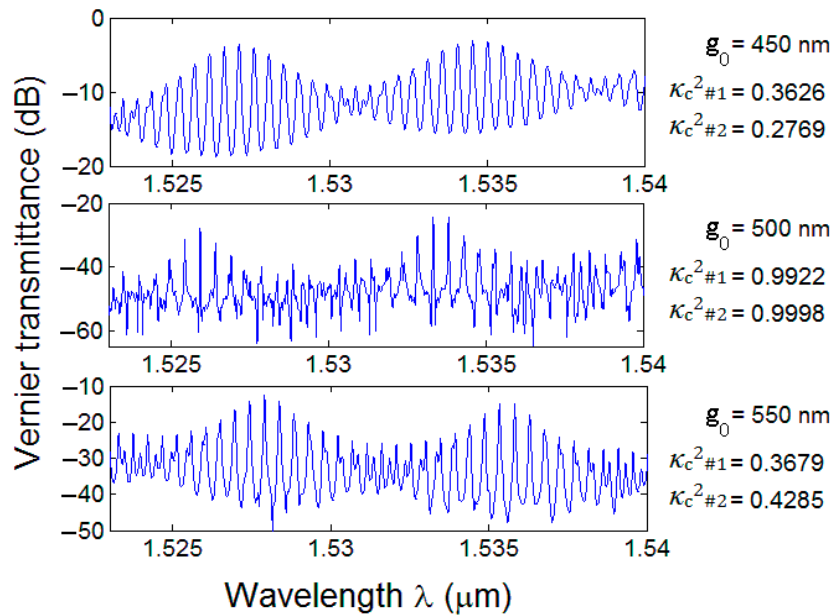 Vernier transmittance (dB)
0
–10
–20
1.525 1.53 1.535 1.54
g₀ = 450 nm
κc²#1 = 0.3626
κc²#2 = 0.2769
–20
–40
–60
1.525 1.53 1.535 1.54
g₀ = 500 nm
κc²#1 = 0.9922
κc²#2 = 0.9998
–10
–20
–30
–40
–50
1.525 1.53 1.535 1.54
g₀ = 550 nm
κc²#1 = 0.3679
κc²#2 = 0.4285
Wavelength λ (μm)